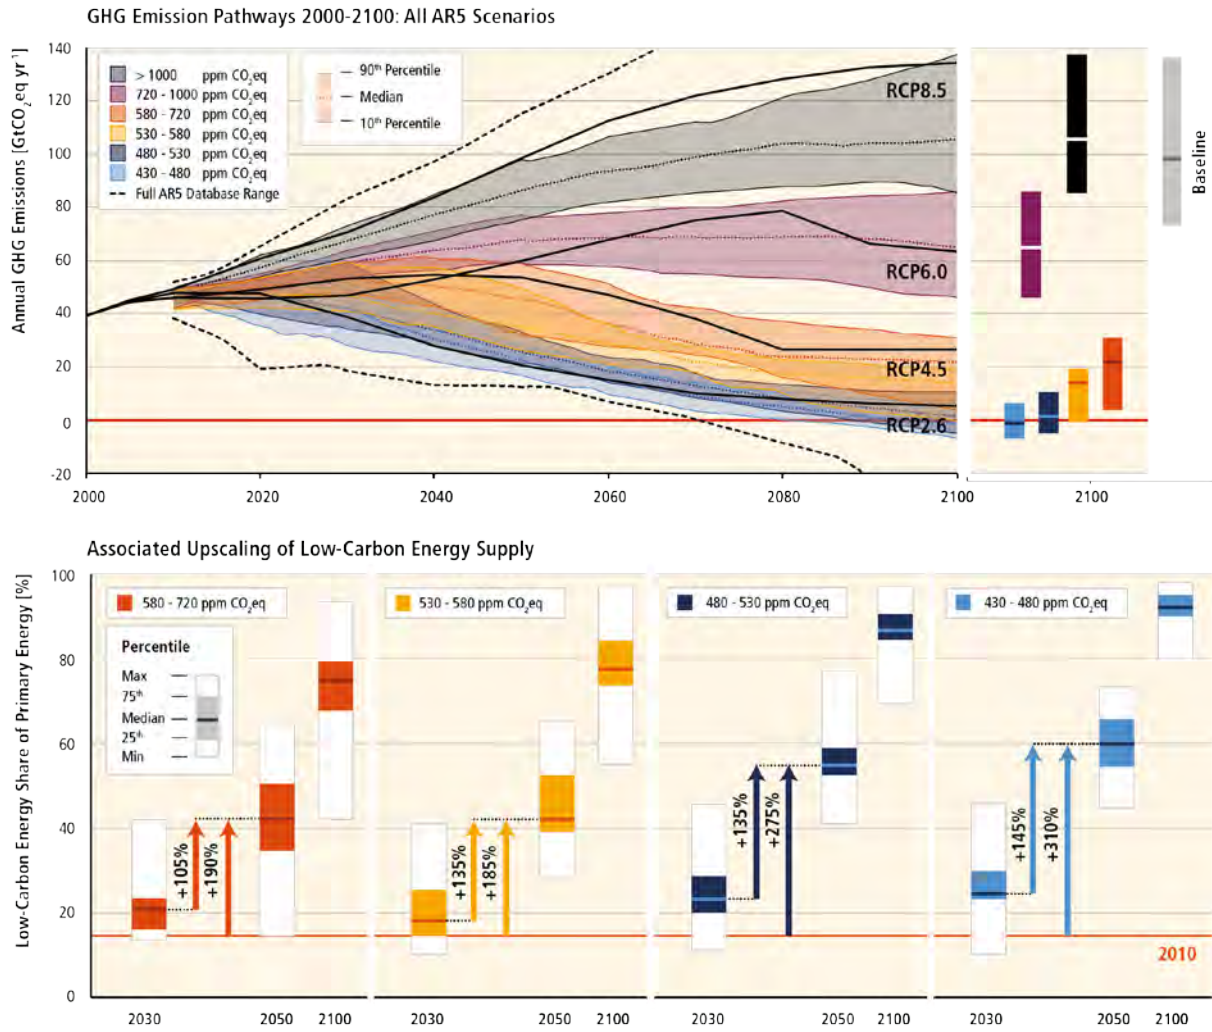 GHG Emission Pathways 2000-2100: All AR5 Scenarios
Annual GHG Emissions [GtCO₂eq yr⁻¹]
140
120
100
80
60
40
20
0
-20
> 1000 ppm CO₂eq
720 - 1000 ppm CO₂eq
580 - 720 ppm CO₂eq
530 - 580 ppm CO₂eq
480 - 530 ppm CO₂eq
430 - 480 ppm CO₂eq
Full AR5 Database Range
90th Percentile
Median
10th Percentile
RCP8.5
RCP6.0
RCP4.5
RCP2.6
Baseline
2000 2020 2040 2060 2080 2100
2100
Associated Upscaling of Low-Carbon Energy Supply
Low-Carbon Energy Share of Primary Energy [%]
100
80
60
40
20
0
580 - 720 ppm CO₂eq
Percentile
Max
75th
Median
25th
Min
+105%
+190%
530 - 580 ppm CO₂eq
+135%
+185%
480 - 530 ppm CO₂eq
+135%
+275%
430 - 480 ppm CO₂eq
+145%
+310%
2010
2030 2050 2100 2030 2050 2100 2030 2050 2100 2030 2050 2100